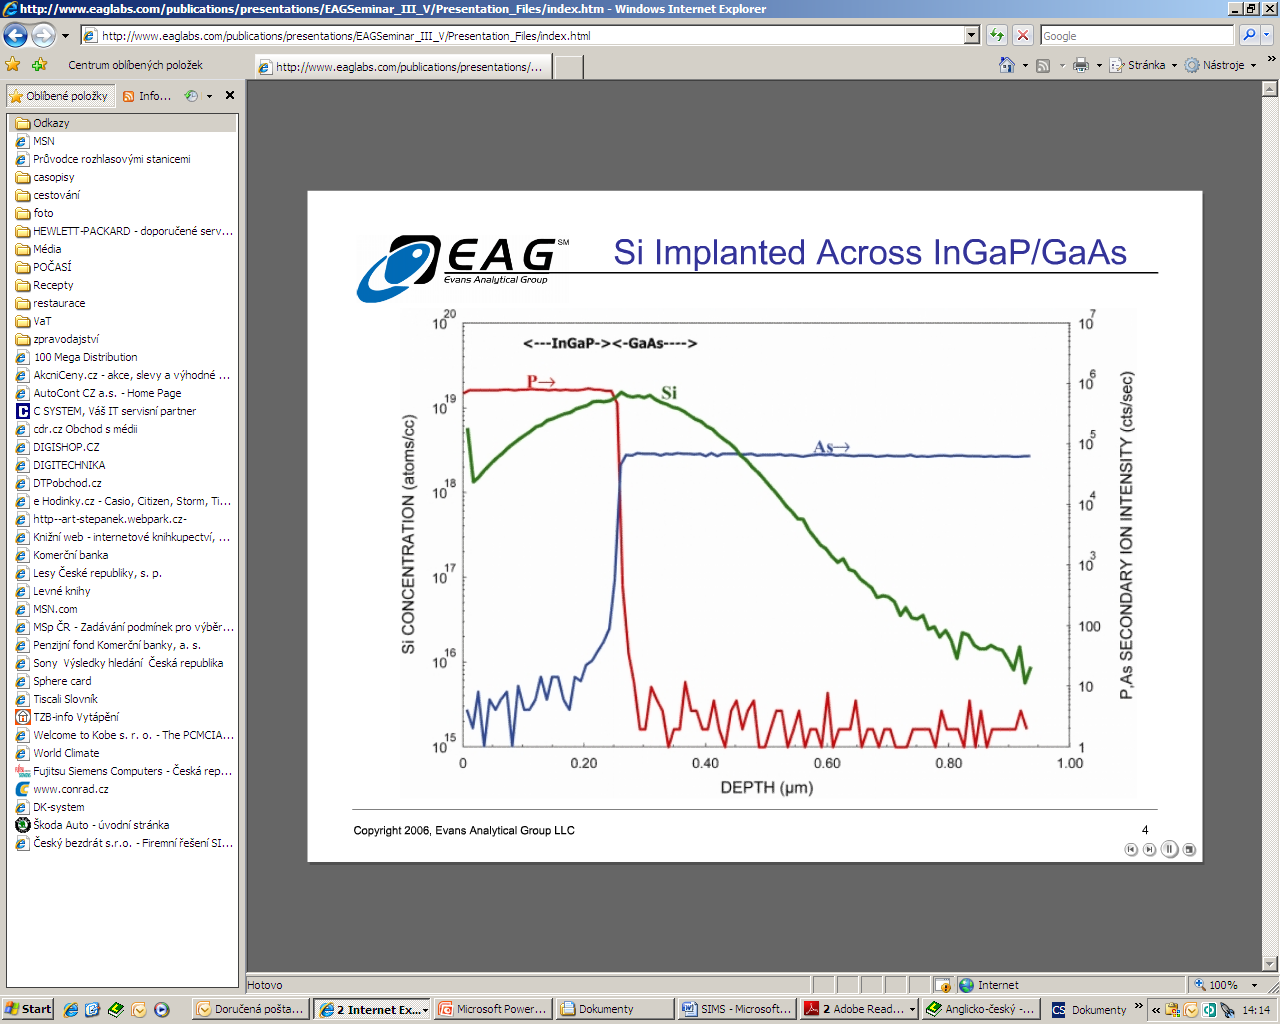 http://www.eaglabs.com/publications/presentations/EAGSeminar_III_V/Presentation_Files/index.htm - Windows Internet Explorer
http://www.eaglabs.com/publications/presentations/EAGSeminar_III_V/Presentation_Files/index.html
Google
Centrum oblíbených položek
http://www.eaglabs.com/publications/presentations/...
Stránka
Nástroje
Oblíbené položky
Info...
Odkazy
MSN
Průvodce rozhlasovými stanicemi
casopisy
cestování
foto
HEWLETT-PACKARD - doporučené serv...
Média
POČASÍ
Recepty
restaurace
VaT
zpravodajství
100 Mega Distribution
AkcniCeny.cz - akce, slevy a výhodné ...
AutoCont CZ a.s. - Home Page
C SYSTEM, Váš IT servisní partner
cdr.cz Obchod s médii
DIGISHOP.CZ
DIGITECHNIKA
DTPobchod.cz
e Hodinky.cz - Casio, Citizen, Storm, Ti...
http--art-stepanek.webpark.cz-
Knižní web - internetové knihkupectví, ...
Komerční banka
Lesy České republiky, s. p.
Levné knihy
MSN.com
MSp ČR - Zadávání podmínek pro výběr...
Penzijní fond Komerční banky, a. s.
Sony  Výsledky hledání  Česká republika
Sphere card
Tiscali Slovník
TZB-info Vytápění
Welcome to Kobe s. r. o. - The PCMCIA...
World Climate
Fujitsu Siemens Computers - Česká rep...
www.conrad.cz
DK-system
Škoda Auto - úvodní stránka
Český bezdrát s.r.o. - Firemní řešení SI...
EAG SM
Evans Analytical Group
Si Implanted Across InGaP/GaAs
<---InGaP-><-GaAs---->
P→
Si
As→
Si CONCENTRATION (atoms/cc)
10^20
10^19
10^18
10^17
10^16
10^15
P,As SECONDARY ION INTENSITY (cts/sec)
10^7
10^6
10^5
10^4
10^3
100
10
1
0 0.20 0.40 0.60 0.80 1.00
DEPTH (µm)
Copyright 2006, Evans Analytical Group LLC
4
Hotovo
Internet
100%
Start
Doručená pošta...
2 Internet Ex...
Microsoft Power...
Dokumenty
SIMS - Microsoft...
2 Adobe Read...
Anglicko-český -...
CS
Dokumenty
14:14